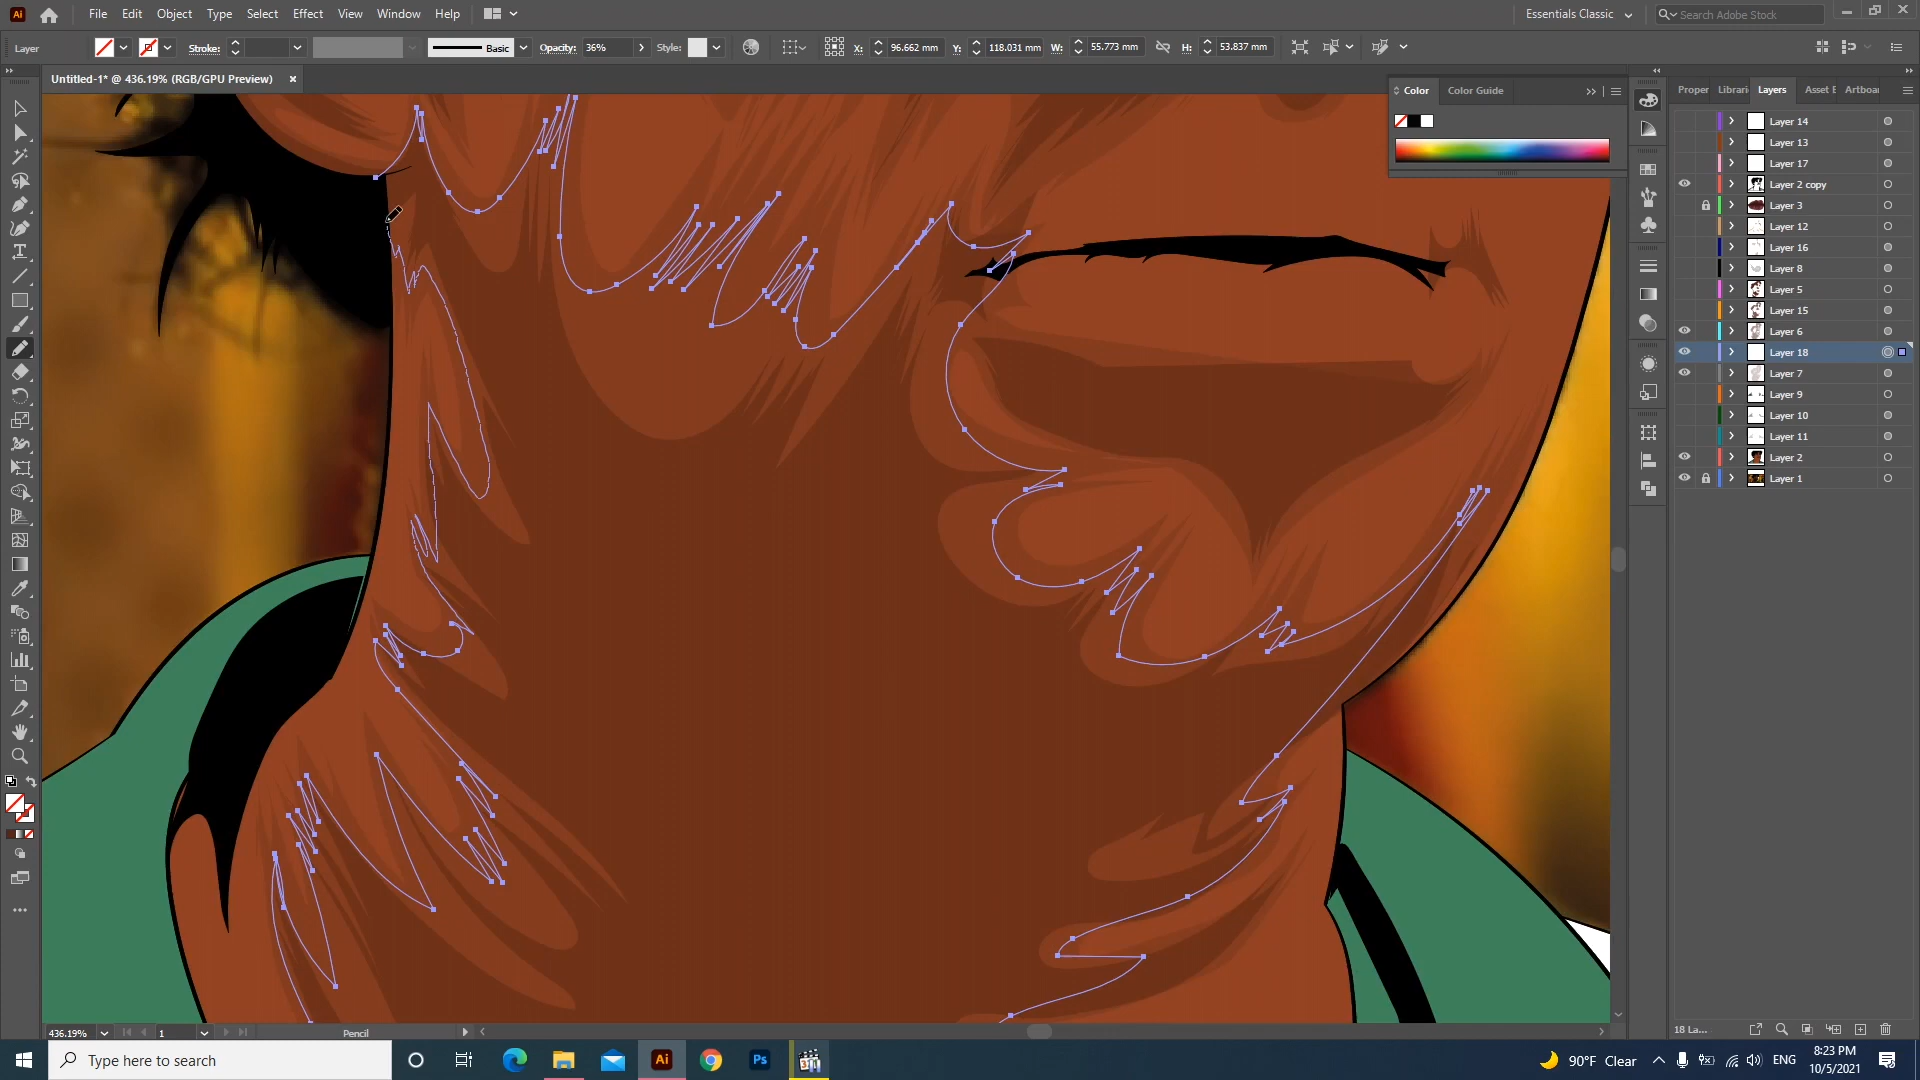 Ai File Edit Object Type Select Effect View Window Help Essentials Classic Search Adobe Stock
Layer Stroke: Basic Opacity: 36% Style: X: 96.662 mm Y: 118.031 mm W: 55.773 mm H: 53.837 mm
Untitled-1* @ 436.19% (RGB/GPU Preview) ×
Color Color Guide
Proper Librari Layers Asset E Artboar
Layer 14
Layer 13
Layer 17
Layer 2 copy
Layer 3
Layer 12
Layer 16
Layer 8
Layer 5
Layer 15
Layer 6
Layer 18
Layer 7
Layer 9
Layer 10
Layer 11
Layer 2
Layer 1
436.19% 1 Pencil 18 La...
Type here to search Ai Ps 321 90°F Clear ENG 8:23 PM
10/5/2021